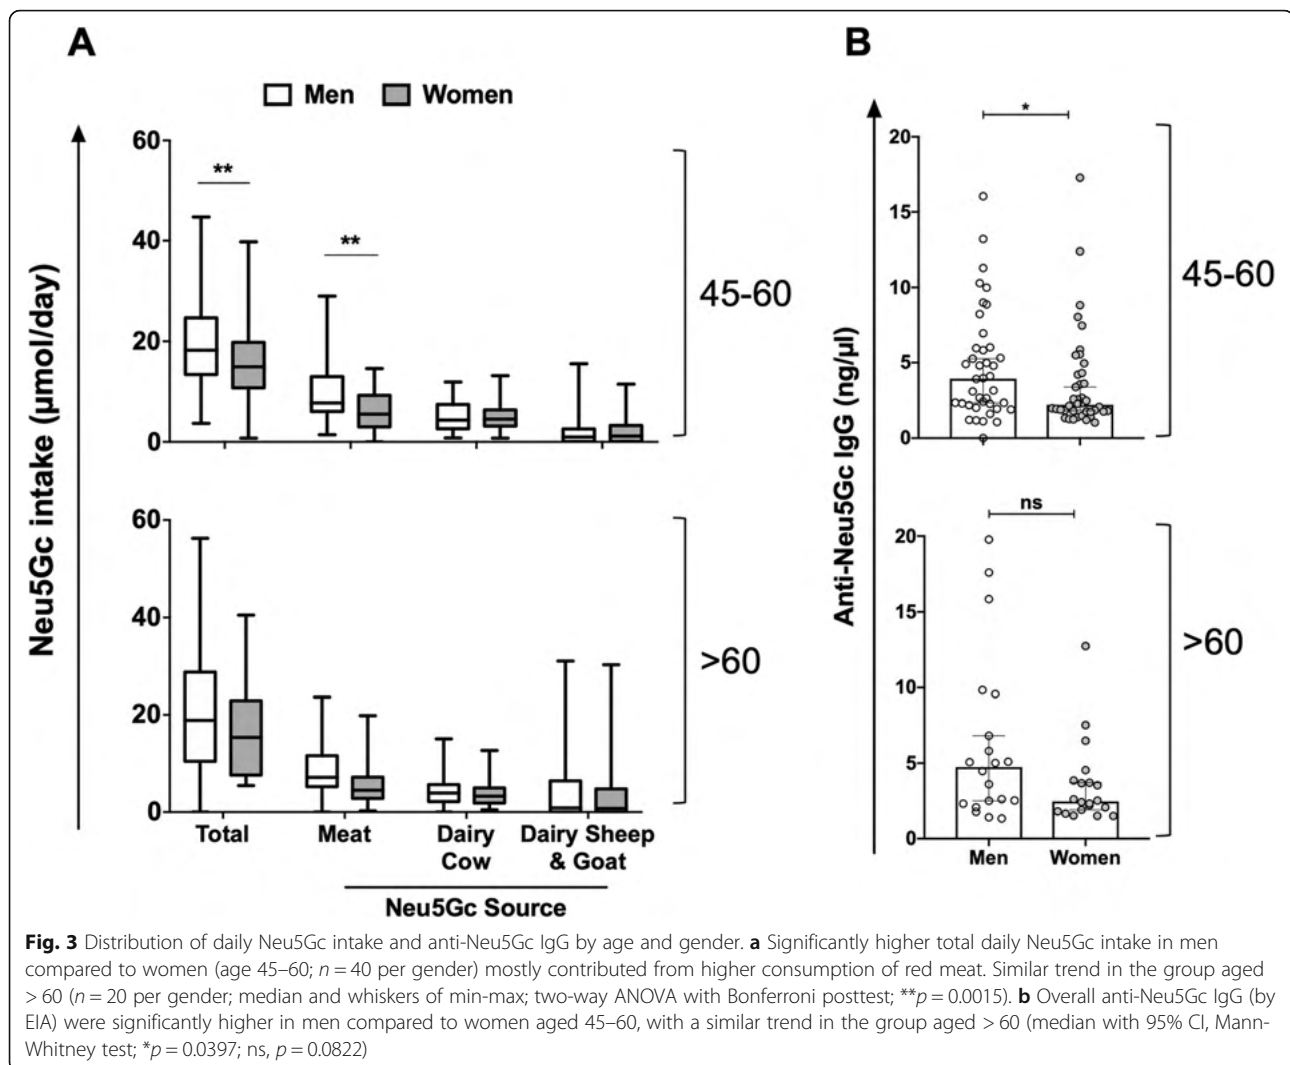 A
Men Women
Neu5Gc intake (μmol/day)
60
40
20
0
**
**
45-60
60
40
20
0
>60
Total Meat Dairy Cow Dairy Sheep & Goat
Neu5Gc Source
B
Anti-Neu5Gc IgG (ng/μl)
*
20
15
10
5
0
45-60
ns
20
15
10
5
0
>60
Men Women
Fig. 3 Distribution of daily Neu5Gc intake and anti-Neu5Gc IgG by age and gender. a Significantly higher total daily Neu5Gc intake in men
compared to women (age 45–60; n = 40 per gender) mostly contributed from higher consumption of red meat. Similar trend in the group aged
> 60 (n = 20 per gender; median and whiskers of min-max; two-way ANOVA with Bonferroni posttest; **p = 0.0015). b Overall anti-Neu5Gc IgG (by
EIA) were significantly higher in men compared to women aged 45–60, with a similar trend in the group aged > 60 (median with 95% CI, Mann-
Whitney test; *p = 0.0397; ns, p = 0.0822)